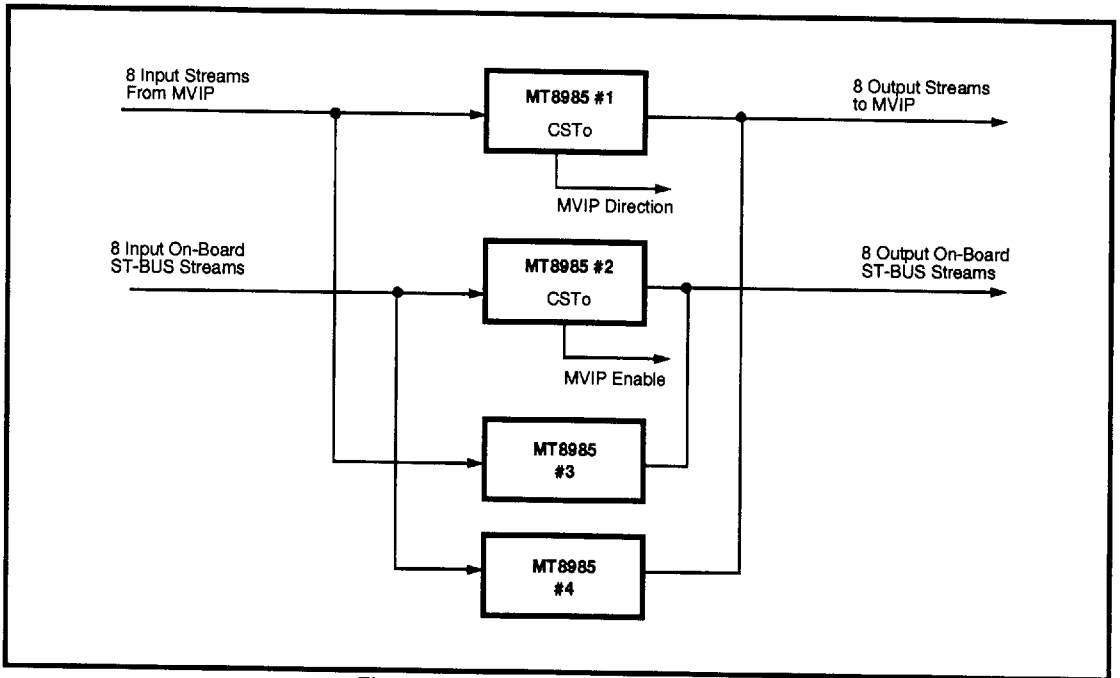 8 Input Streams
From MVIP
MT8985 #1
CSTo
8 Output Streams
to MVIP
MVIP Direction
8 Input On-Board
ST-BUS Streams
MT8985 #2
CSTo
8 Output On-Board
ST-BUS Streams
MVIP Enable
MT8985
#3
MT8985
#4